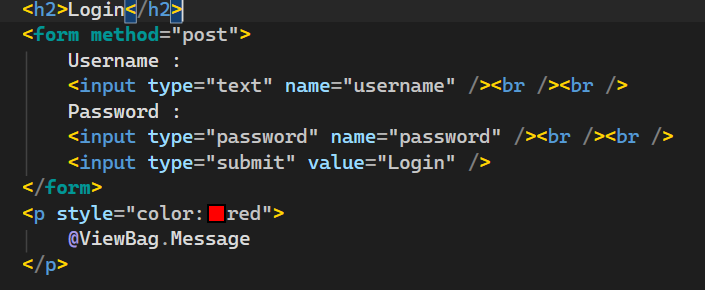 <h2>Login</h2>
<form method="post">
Username :
<input type="text" name="username" /><br /><br />
Password :
<input type="password" name="password" /><br /><br />
<input type="submit" value="Login" />
</form>
<p style="color:red">
@ViewBag.Message
</p>